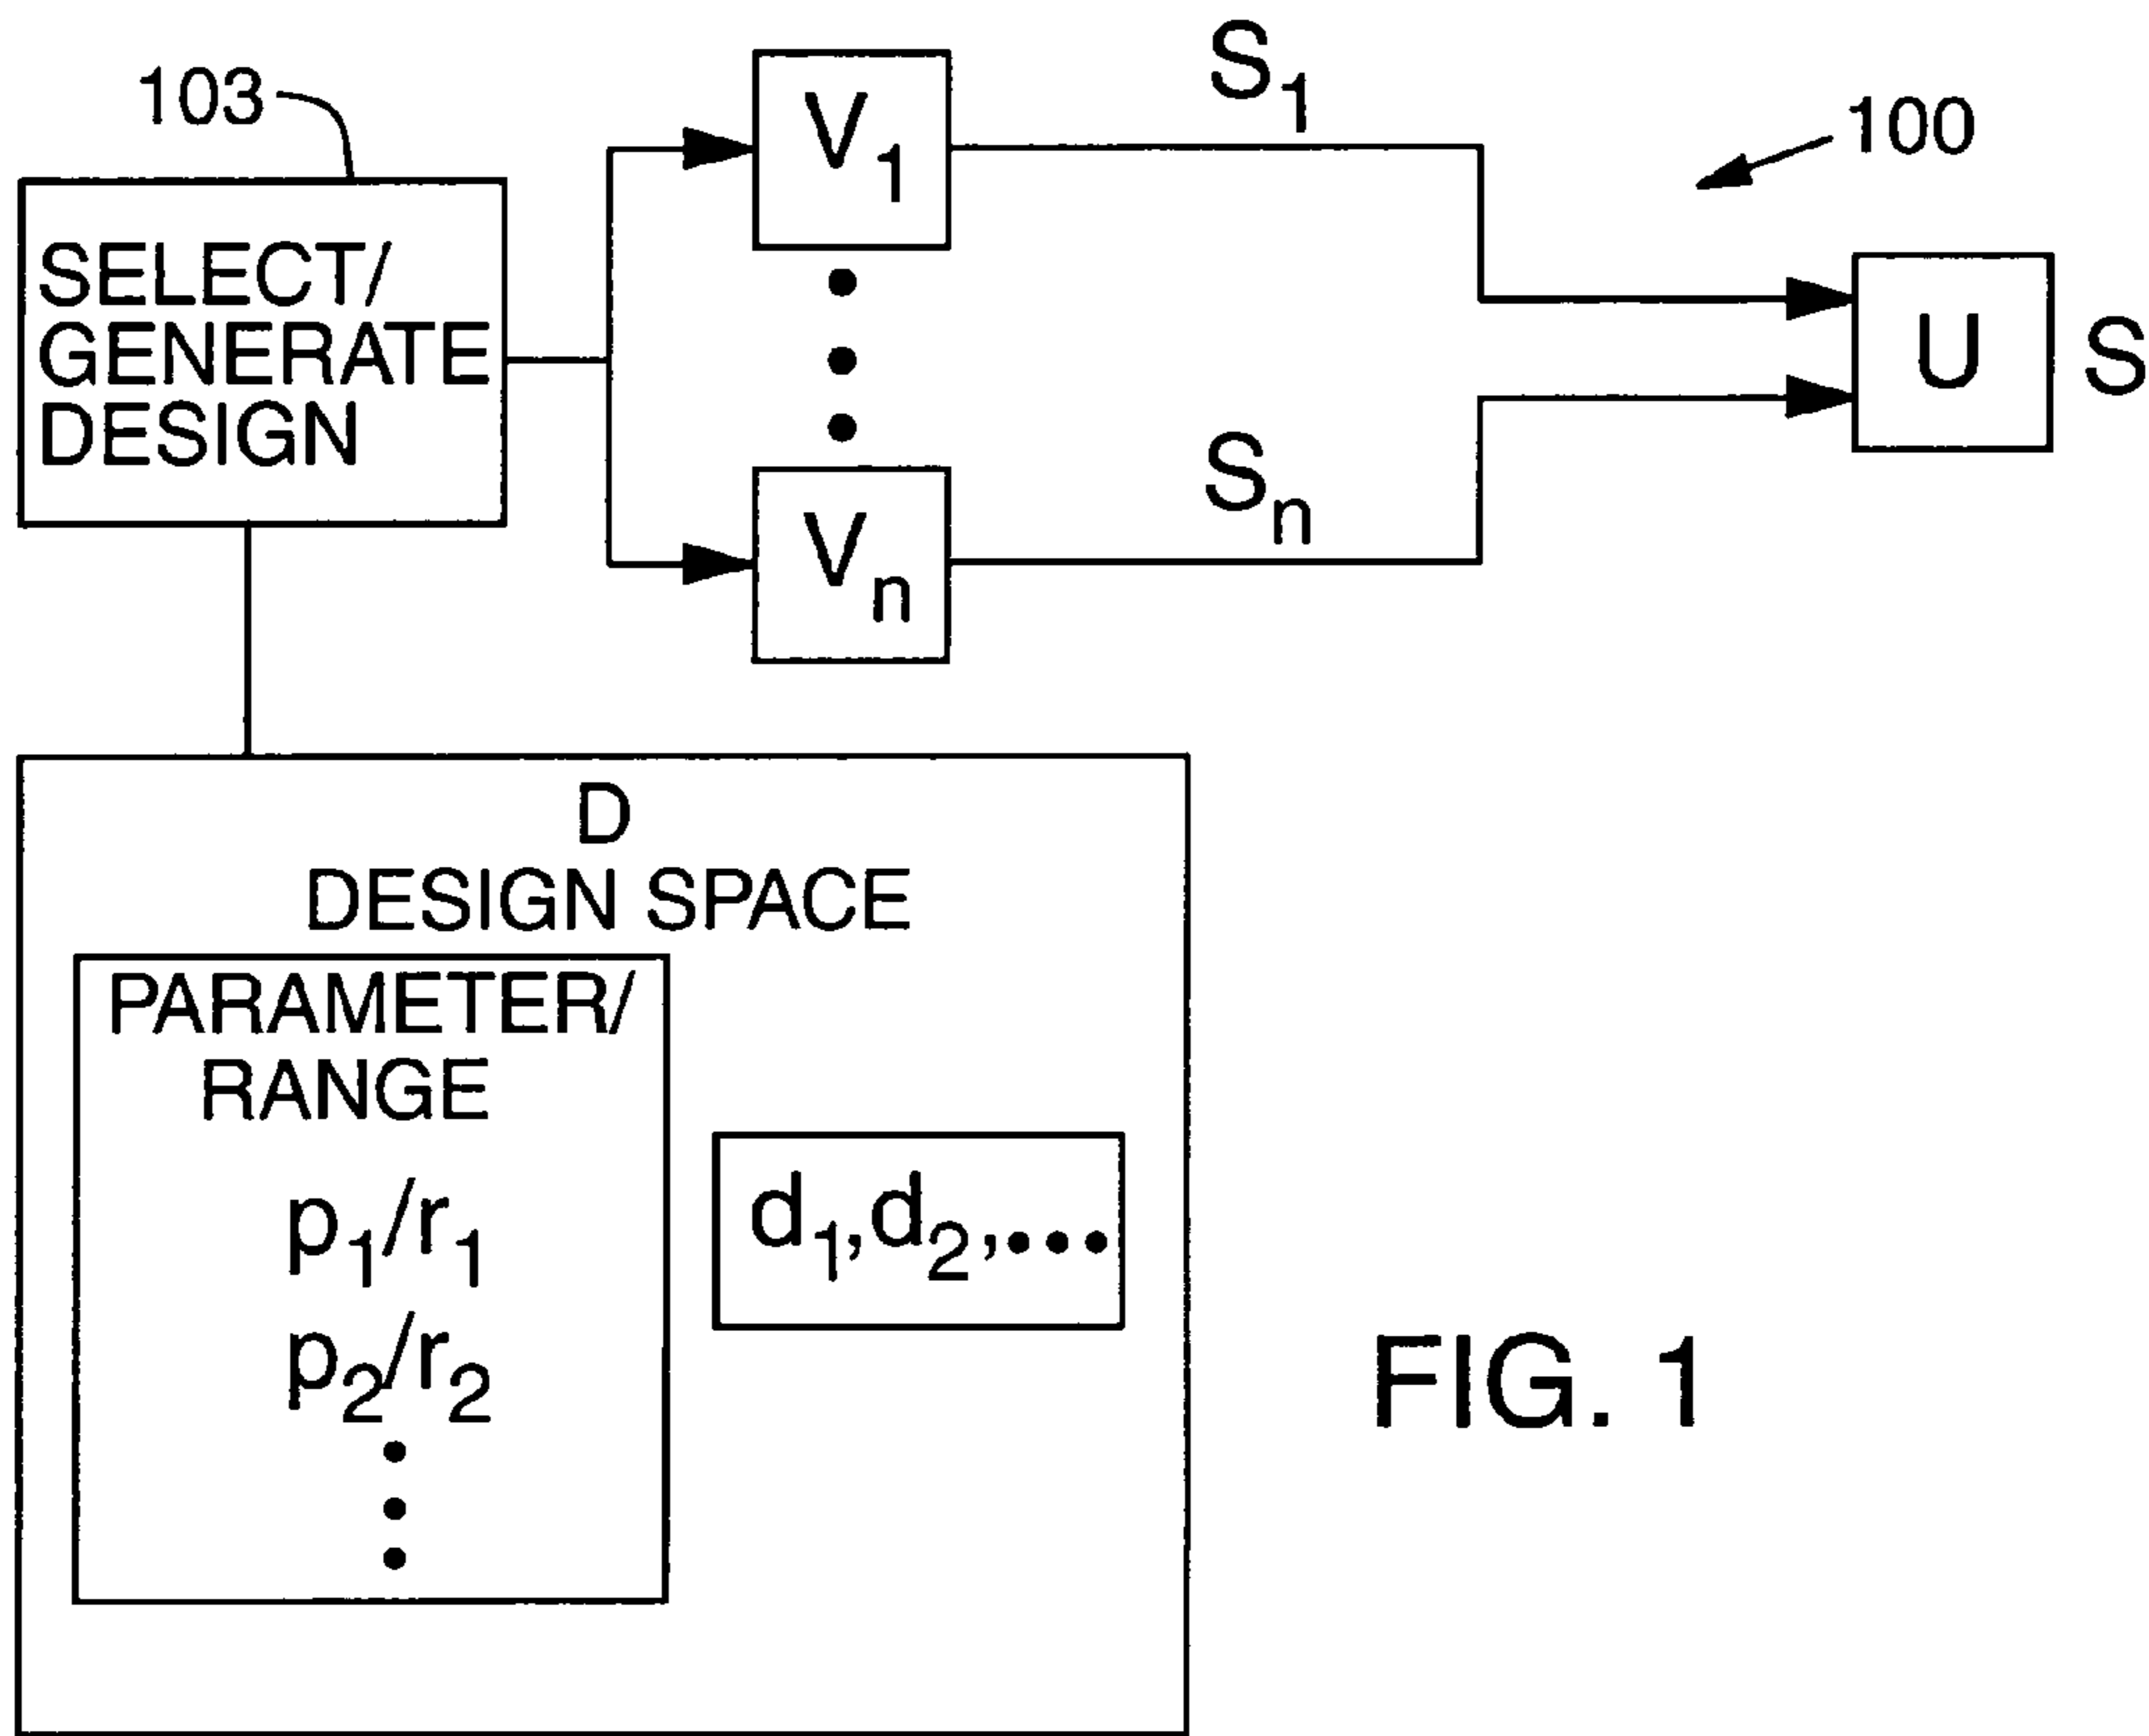 103
SELECT/
GENERATE
DESIGN
V1
S1
100
U
S
Vn
Sn
D
DESIGN SPACE
PARAMETER/
RANGE
p1/r1
p2/r2
d1,d2,•••
FIG. 1